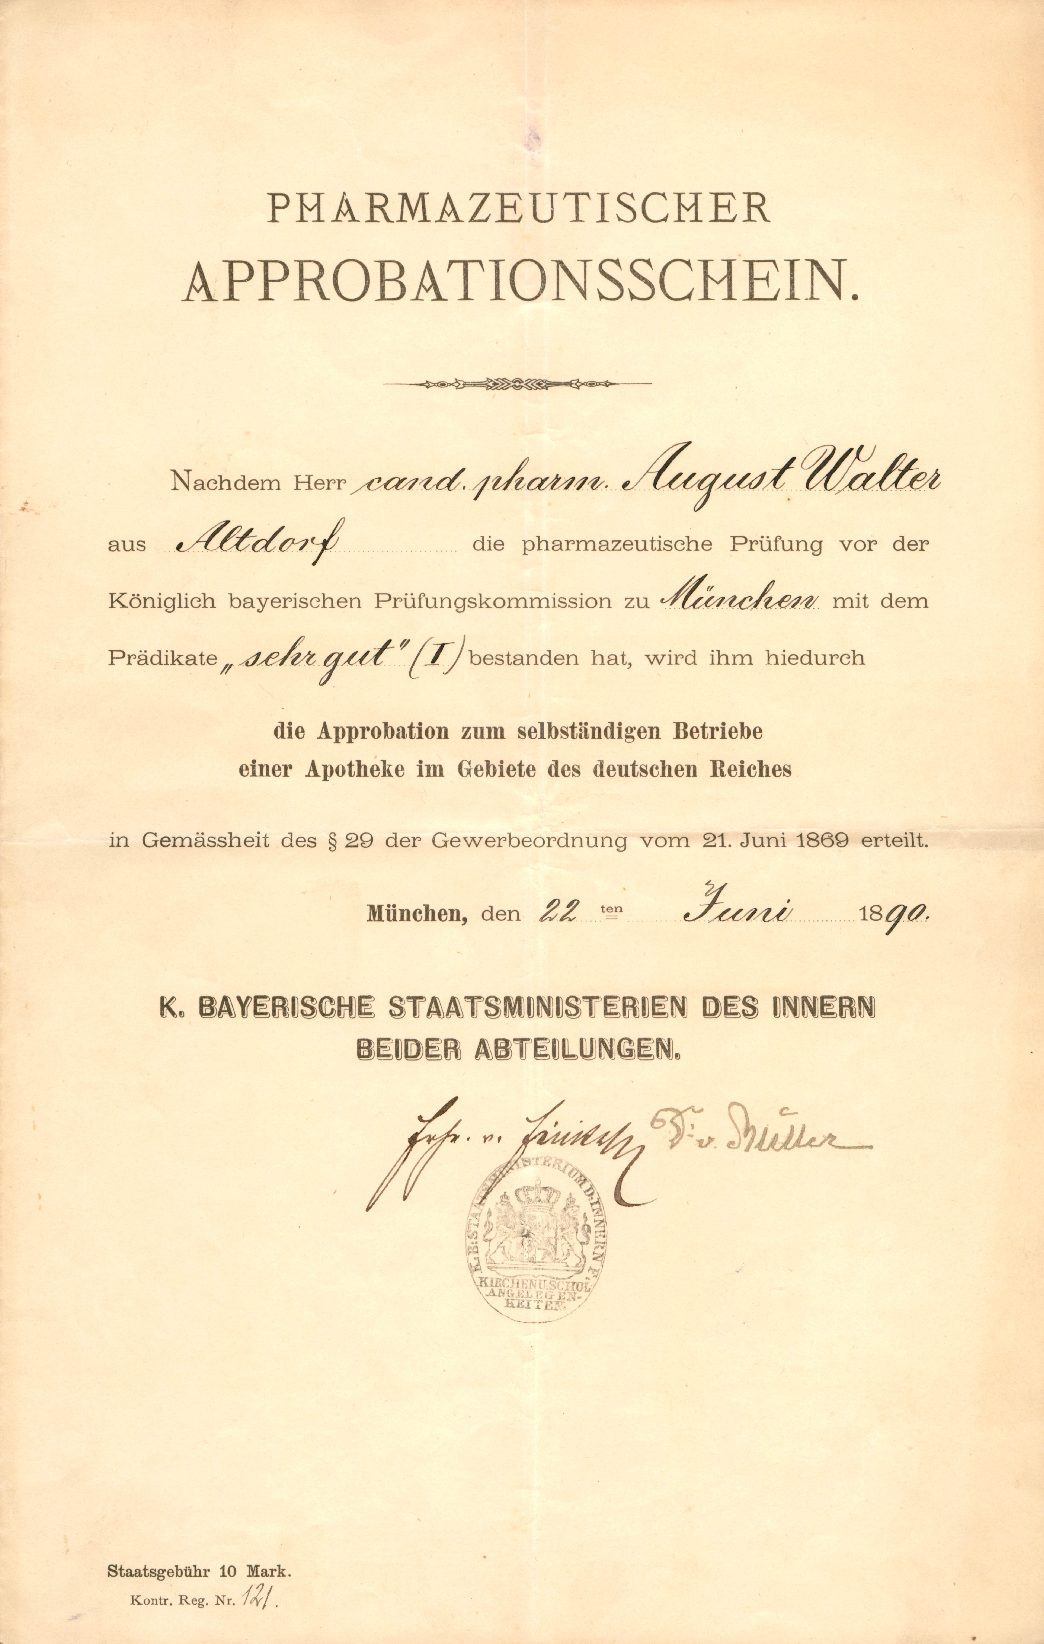 PHARMAZEUTISCHER
APPROBATIONSSCHEIN.
Nachdem Herr cand. pharm. August Walter
aus Altdorf die pharmazeutische Prüfung vor der
Königlich bayerischen Prüfungskommission zu München mit dem
Prädikate „sehr gut" (I) bestanden hat, wird ihm hiedurch
die Approbation zum selbständigen Betriebe
einer Apotheke im Gebiete des deutschen Reiches
in Gemässheit des § 29 der Gewerbeordnung vom 21. Juni 1869 erteilt.
München, den 22 ten Juni 1890.
K. BAYERISCHE STAATSMINISTERIEN DES INNERN
BEIDER ABTEILUNGEN.
Frhr. v. Dr. v. Müller
K.B. STAATSMINISTERIUM D. INNERN F.
KIRCHEN U. SCHUL
ANGELEGEN-
HEITEN
Staatsgebühr 10 Mark.
Kontr. Reg. Nr. 121.